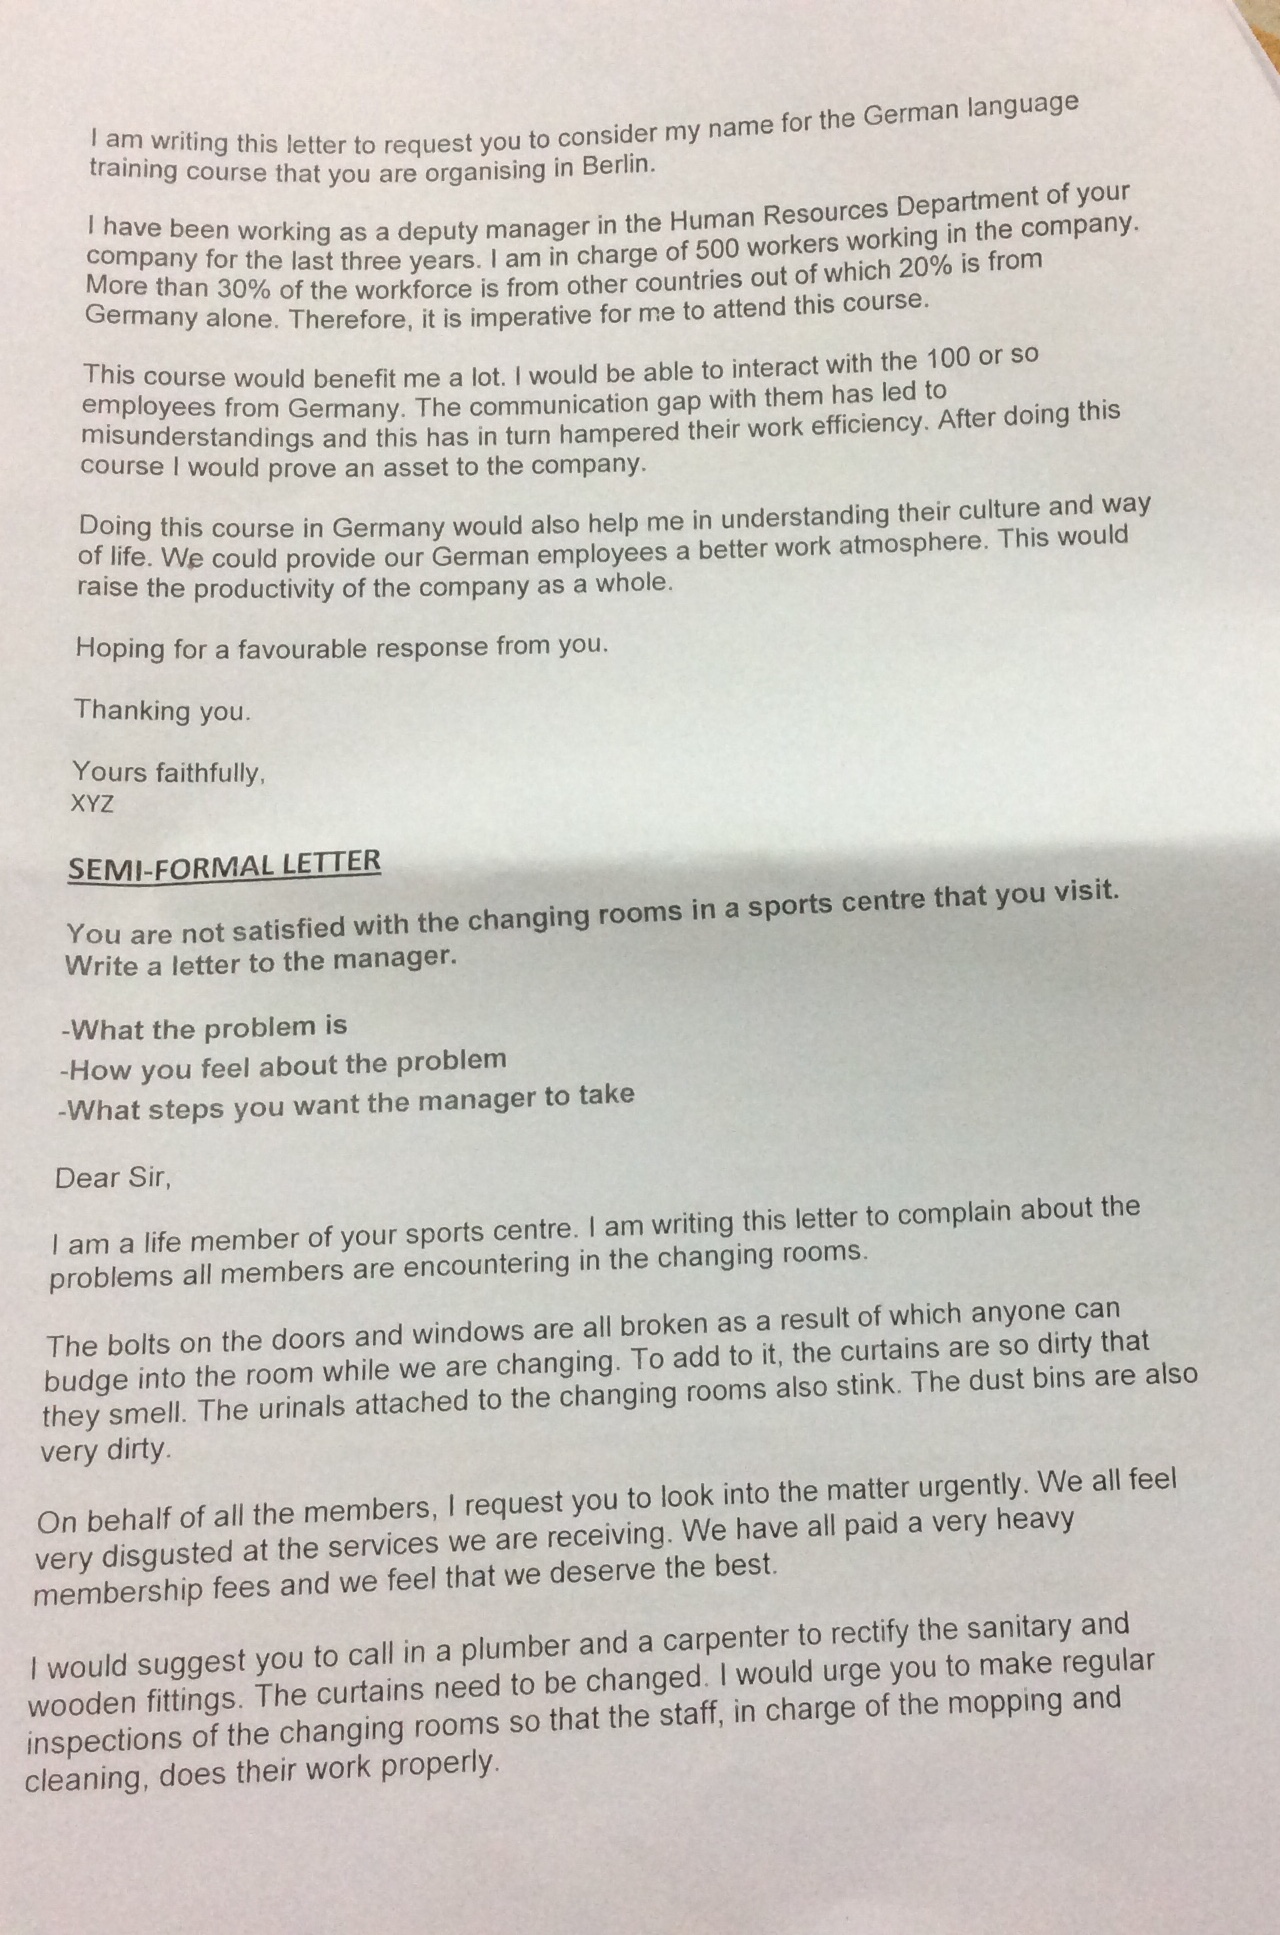 I am writing this letter to request you to consider my name for the German language
training course that you are organising in Berlin.
I have been working as a deputy manager in the Human Resources Department of your
company for the last three years. I am in charge of 500 workers working in the company.
More than 30% of the workforce is from other countries out of which 20% is from
Germany alone. Therefore, it is imperative for me to attend this course.
This course would benefit me a lot. I would be able to interact with the 100 or so
employees from Germany. The communication gap with them has led to
misunderstandings and this has in turn hampered their work efficiency. After doing this
course I would prove an asset to the company.
Doing this course in Germany would also help me in understanding their culture and way
of life. We could provide our German employees a better work atmosphere. This would
raise the productivity of the company as a whole.
Hoping for a favourable response from you.
Thanking you.
Yours faithfully,
XYZ
SEMI-FORMAL LETTER
You are not satisfied with the changing rooms in a sports centre that you visit.
Write a letter to the manager.
-What the problem is
-How you feel about the problem
-What steps you want the manager to take
Dear Sir,
I am a life member of your sports centre. I am writing this letter to complain about the
problems all members are encountering in the changing rooms.
The bolts on the doors and windows are all broken as a result of which anyone can
budge into the room while we are changing. To add to it, the curtains are so dirty that
they smell. The urinals attached to the changing rooms also stink. The dust bins are also
very dirty.
On behalf of all the members, I request you to look into the matter urgently. We all feel
very disgusted at the services we are receiving. We have all paid a very heavy
membership fees and we feel that we deserve the best.
I would suggest you to call in a plumber and a carpenter to rectify the sanitary and
wooden fittings. The curtains need to be changed. I would urge you to make regular
inspections of the changing rooms so that the staff, in charge of the mopping and
cleaning, does their work properly.